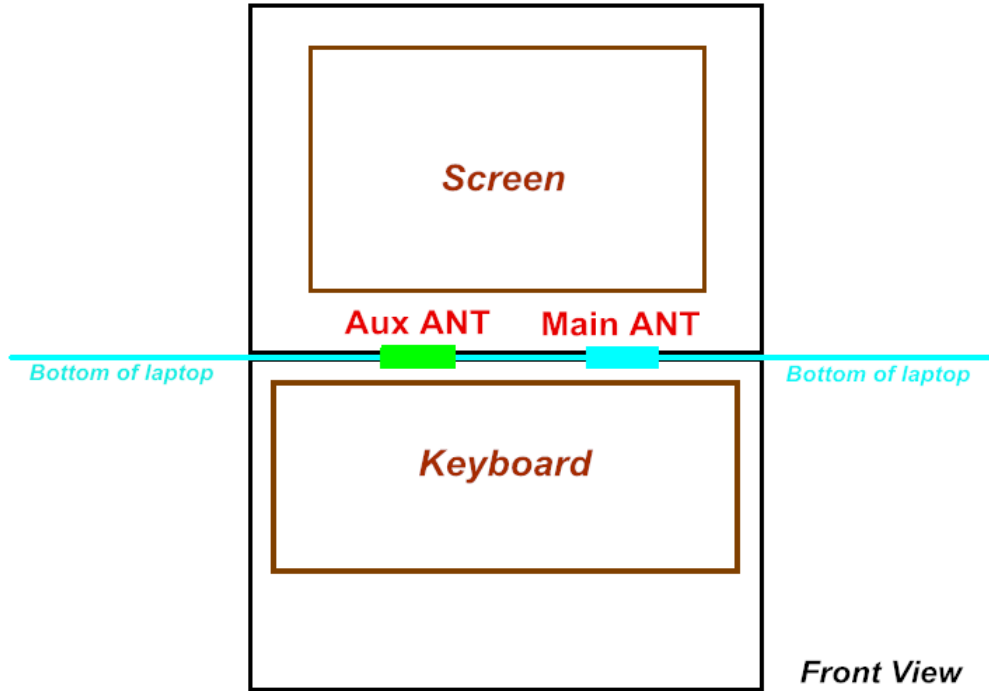 Screen
Aux ANT
Main ANT
Bottom of laptop
Bottom of laptop
Keyboard
Front View